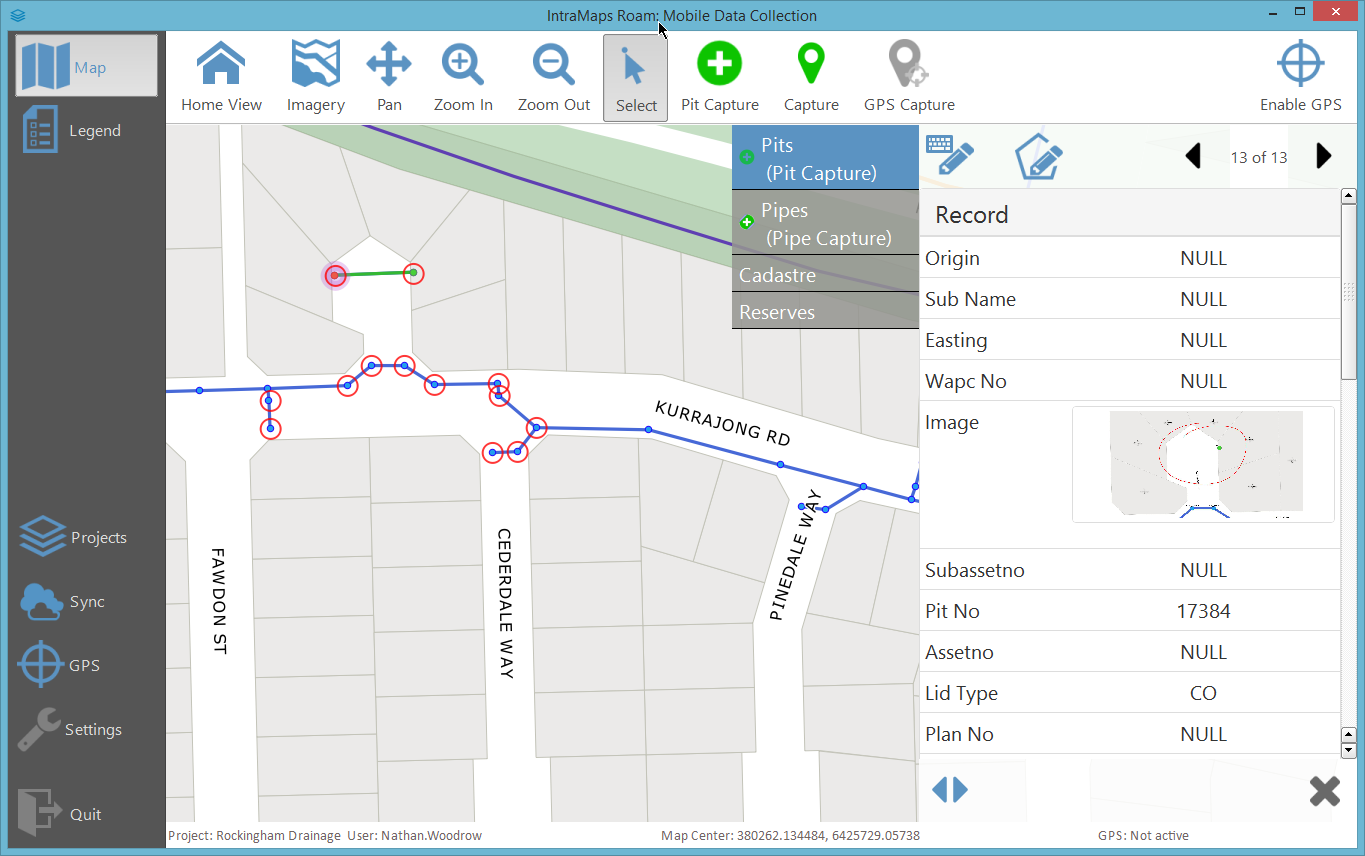 IntraMaps Roam: Mobile Data Collection
Map
Legend
Projects
Sync
GPS
Settings
Quit
Home View
Imagery
Pan
Zoom In
Zoom Out
Select
Pit Capture
Capture
GPS Capture
Enable GPS
Pits
(Pit Capture)
Pipes
(Pipe Capture)
Cadastre
Reserves
KURRAJONG RD
PINEDALE WAY
CEDERDALE WAY
FAWDON ST
13 of 13
Record
Origin NULL
Sub Name NULL
Easting NULL
Wapc No NULL
Image
Subassetno NULL
Pit No 17384
Assetno NULL
Lid Type CO
Plan No NULL
Project: Rockingham Drainage User: Nathan.Woodrow
Map Center: 380262.134484, 6425729.05738
GPS: Not active